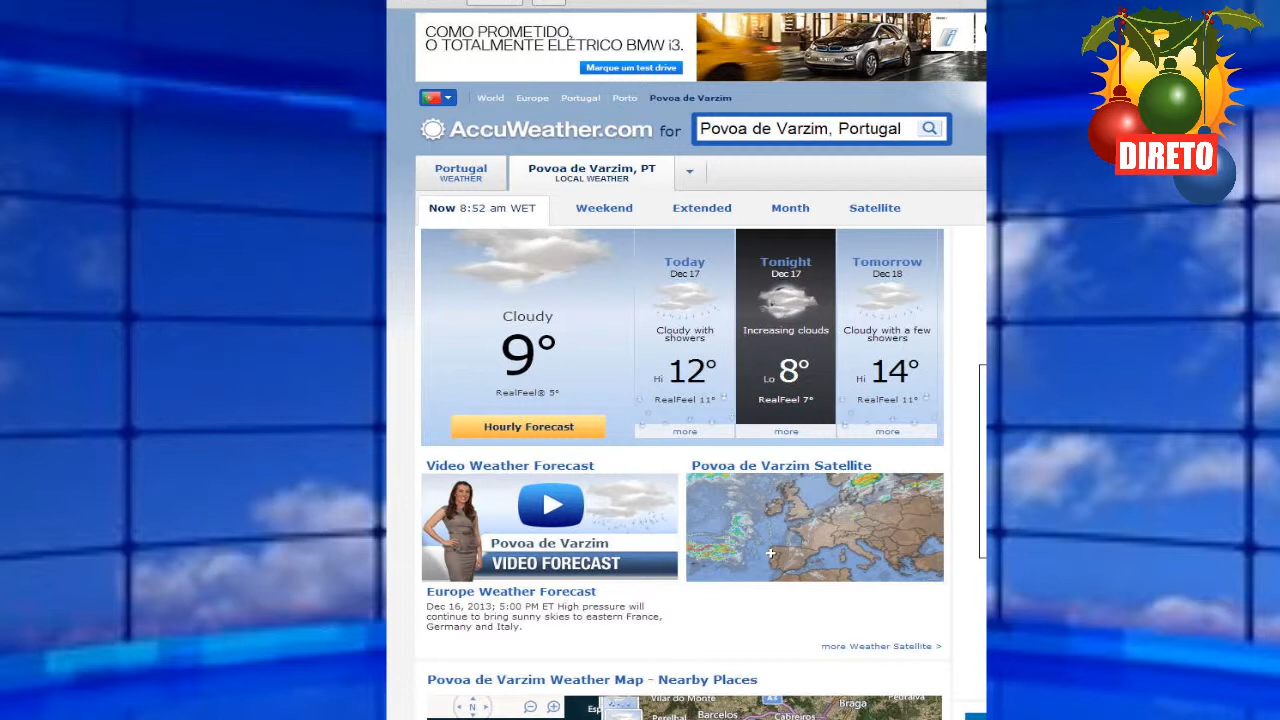 COMO PROMETIDO,
O TOTALMENTE ELÉTRICO BMW i3.
Marque um test drive
World Europe Portugal Porto Povoa de Varzim
AccuWeather.com for Povoa de Varzim, Portugal
DIRETO
Portugal
WEATHER
Povoa de Varzim, PT
LOCAL WEATHER
Now 8:52 am WET Weekend Extended Month Satellite
Cloudy
9°
RealFeel® 5°
Hourly Forecast
Today
Dec 17
Cloudy with
showers
Hi 12°
RealFeel 11°
more
Tonight
Dec 17
Increasing clouds
Lo 8°
RealFeel 7°
more
Tomorrow
Dec 18
Cloudy with a few
showers
Hi 14°
RealFeel 11°
more
Video Weather Forecast
Povoa de Varzim
VIDEO FORECAST
Povoa de Varzim Satellite
Europe Weather Forecast
Dec 16, 2013; 5:00 PM ET High pressure will
continue to bring sunny skies to eastern France,
Germany and Italy.
more Weather Satellite >
Povoa de Varzim Weather Map - Nearby Places
N
Esp
Vilar do Monte
Perelhal
Barcelos
Cabreiros
Braga